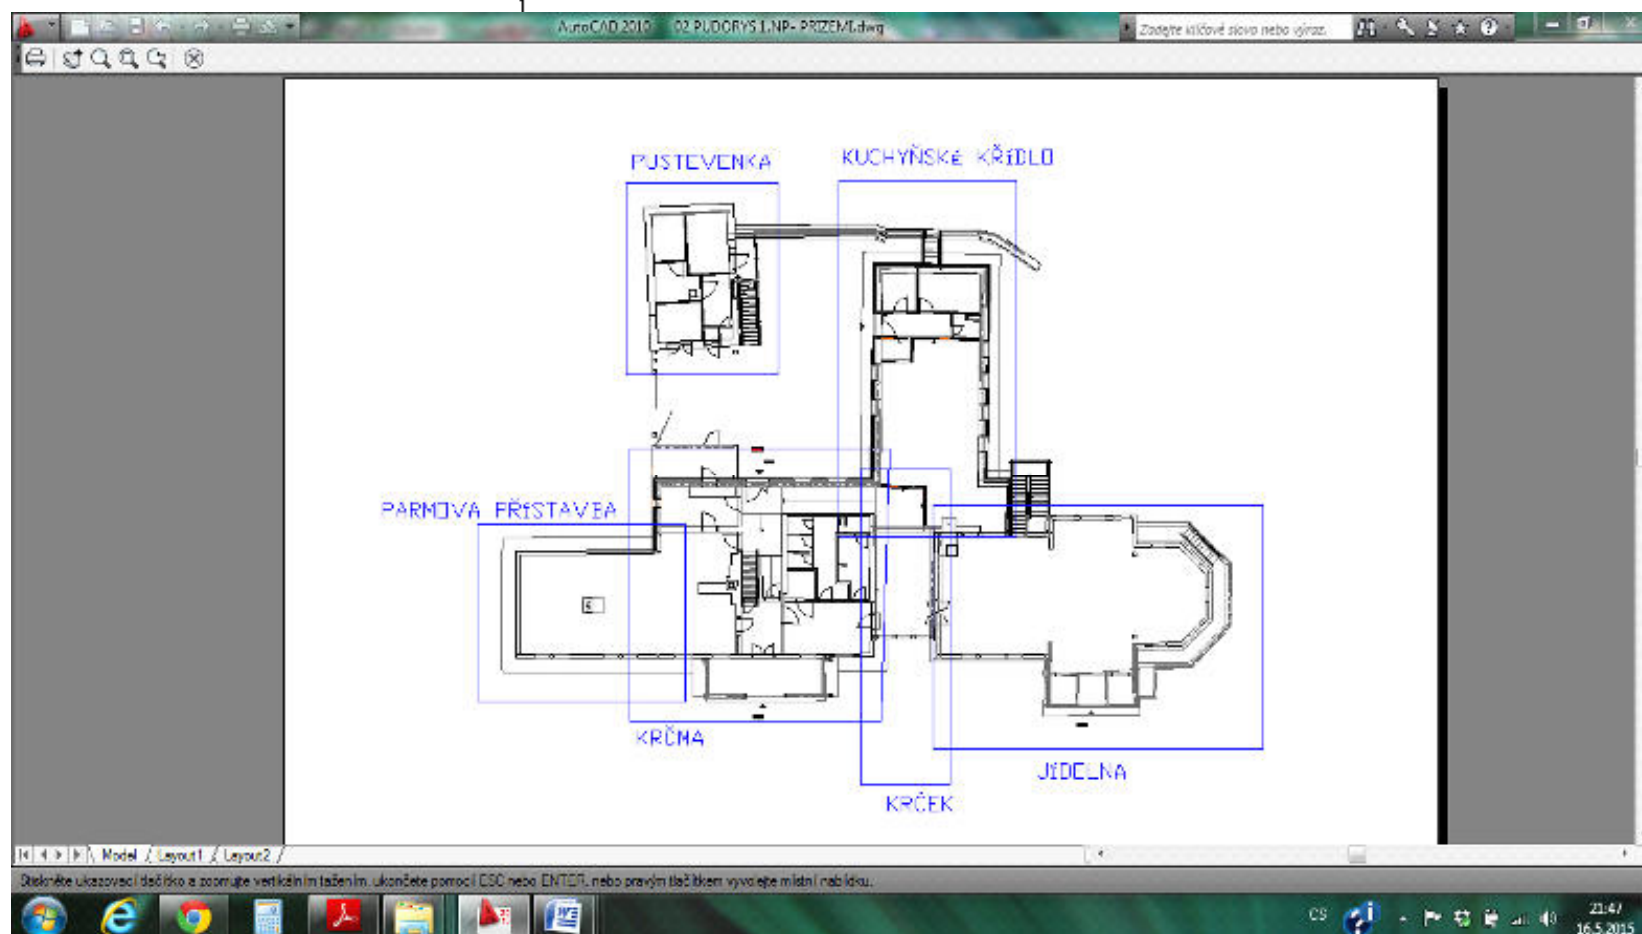 AutoCAD 2010 02 PUDORYS 1.NP- PRIZEMI.dwg
Zadejte klíčové slovo nebo výraz.
PUSTEVENKA
KUCHYŇSKé KŘíDLO
PARMOVA PŘíSTAVBA
KRČMA
JíDELNA
KRČEK
Model Layout1 Layout2
Stiskněte ukazovací tlačítko a zoomujte vertikálním tažením, ukončete pomocí ESC nebo ENTER, nebo pravým tlačítkem vyvolejte místní nabídku.
CS
21:47
16.5.2015